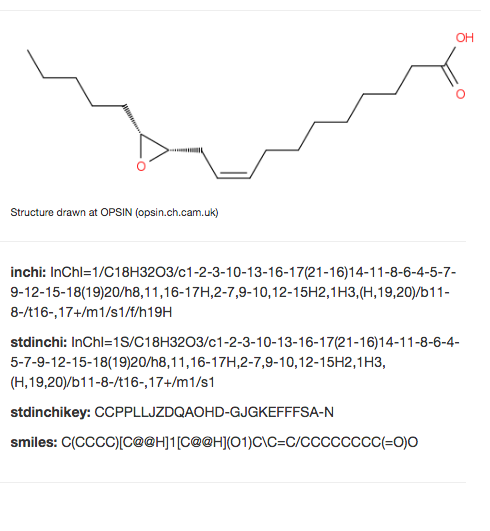 OH
O
O
Structure drawn at OPSIN (opsin.ch.cam.uk)
inchi: InChI=1/C18H32O3/c1-2-3-10-13-16-17(21-16)14-11-8-6-4-5-7-
9-12-15-18(19)20/h8,11,16-17H,2-7,9-10,12-15H2,1H3,(H,19,20)/b11-
8-/t16-,17+/m1/s1/f/h19H
stdinchi: InChI=1S/C18H32O3/c1-2-3-10-13-16-17(21-16)14-11-8-6-4-
5-7-9-12-15-18(19)20/h8,11,16-17H,2-7,9-10,12-15H2,1H3,
(H,19,20)/b11-8-/t16-,17+/m1/s1
stdinchikey: CCPPLLJZDQAOHD-GJGKEFFFSA-N
smiles: C(CCCC)[C@@H]1[C@@H](O1)C\C=C/CCCCCCCC(=O)O